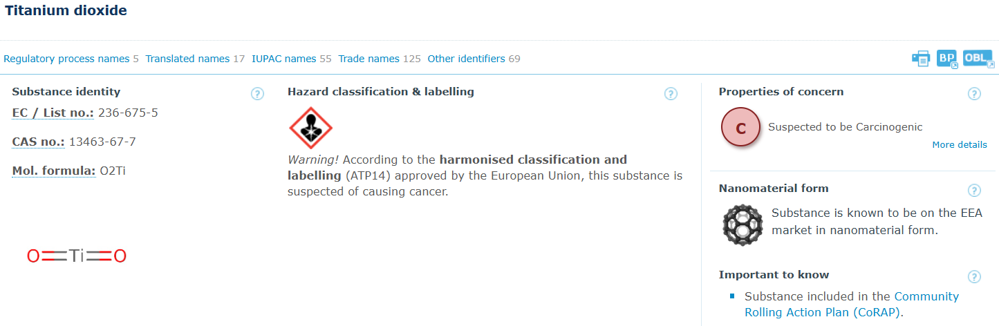 Titanium dioxide
Regulatory process names 5 Translated names 17 IUPAC names 55 Trade names 125 Other identifiers 69
BP
OBL
Substance identity
?
EC / List no.: 236-675-5
CAS no.: 13463-67-7
Mol. formula: O2Ti
O=Ti=O
Hazard classification & labelling
?
Warning! According to the harmonised classification and
labelling (ATP14) approved by the European Union, this substance is
suspected of causing cancer.
Properties of concern
?
C
Suspected to be Carcinogenic
More details
Nanomaterial form
?
Substance is known to be on the EEA
market in nanomaterial form.
Important to know
?
Substance included in the Community
Rolling Action Plan (CoRAP).